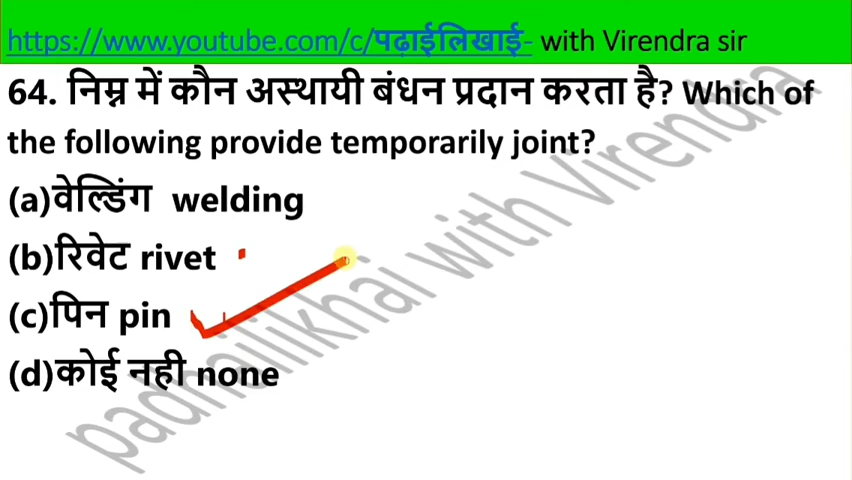 https://www.youtube.com/c/पढ़ाईलिखाई- with Virendra sir
64. निम्न में कौन अस्थायी बंधन प्रदान करता है? Which of
the following provide temporarily joint?
(a)वेल्डिंग welding
(b)रिवेट rivet
(c)पिन pin
(d)कोई नही none
padhailikhai with Virendra